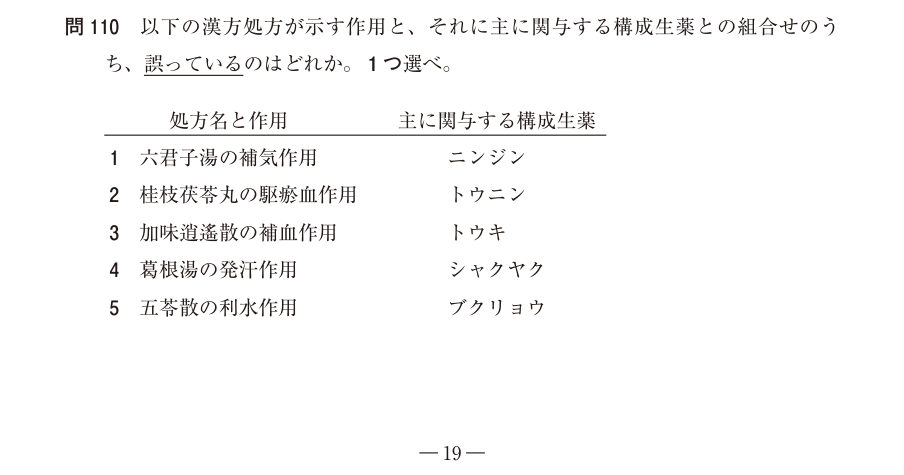 問 110　以下の漢方処方が示す作用と、それに主に関与する構成生薬との組合せのう
ち、誤っているのはどれか。1つ選べ。
処方名と作用　主に関与する構成生薬
1　六君子湯の補気作用　ニンジン
2　桂枝茯苓丸の駆瘀血作用　トウニン
3　加味逍遙散の補血作用　トウキ
4　葛根湯の発汗作用　シャクヤク
5　五苓散の利水作用　ブクリョウ
— 19 —